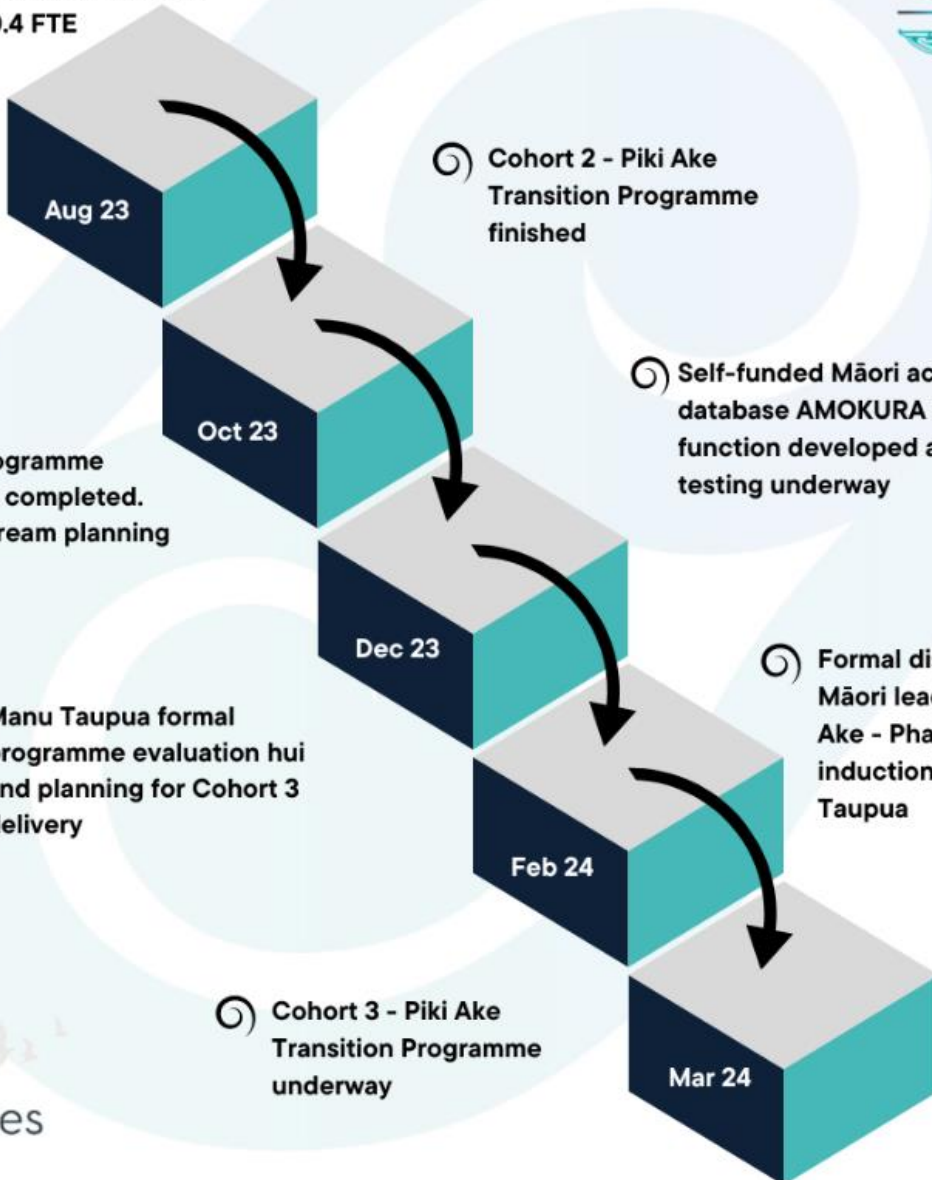 .4 FTE
Aug 23
Cohort 2 - Piki Ake
Transition Programme
finished
Oct 23
Self-funded Māori ac
database AMOKURA
function developed a
testing underway
ogramme
completed.
ream planning
Dec 23
Formal di
Māori lea
Ake - Pha
induction
Taupua
Manu Taupua formal
programme evaluation hui
nd planning for Cohort 3
elivery
Feb 24
Cohort 3 - Piki Ake
Transition Programme
underway
Mar 24
es